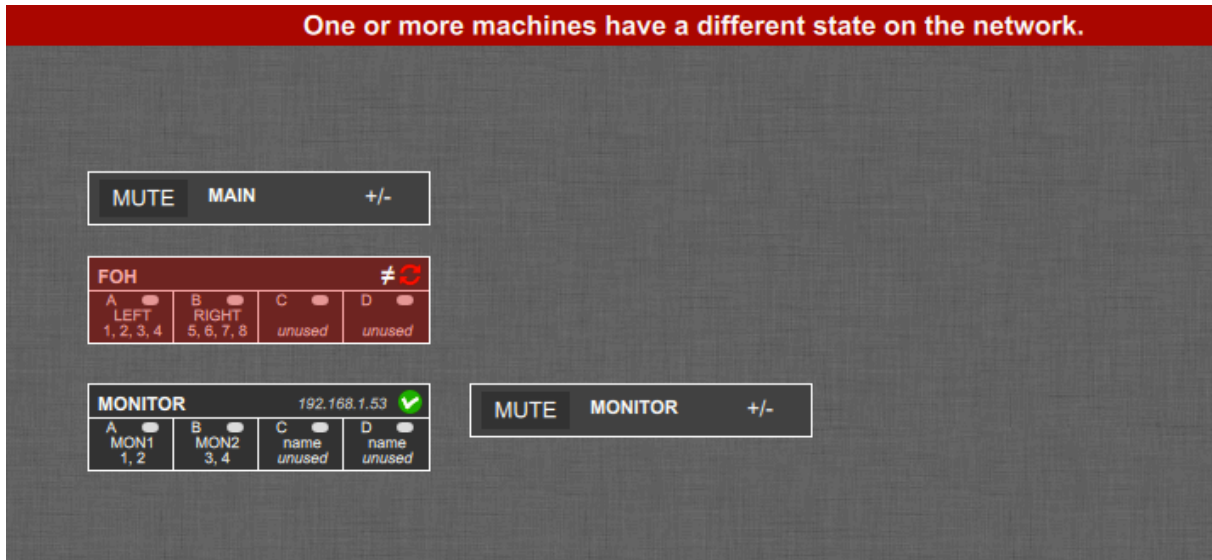 One or more machines have a different state on the network.
MUTE MAIN +/-
FOH ≠
A B C D
LEFT RIGHT
1, 2, 3, 4 5, 6, 7, 8 unused unused
MONITOR 192.168.1.53
MUTE MONITOR +/-
A B C D
MON1 MON2 name name
1, 2 3, 4 unused unused